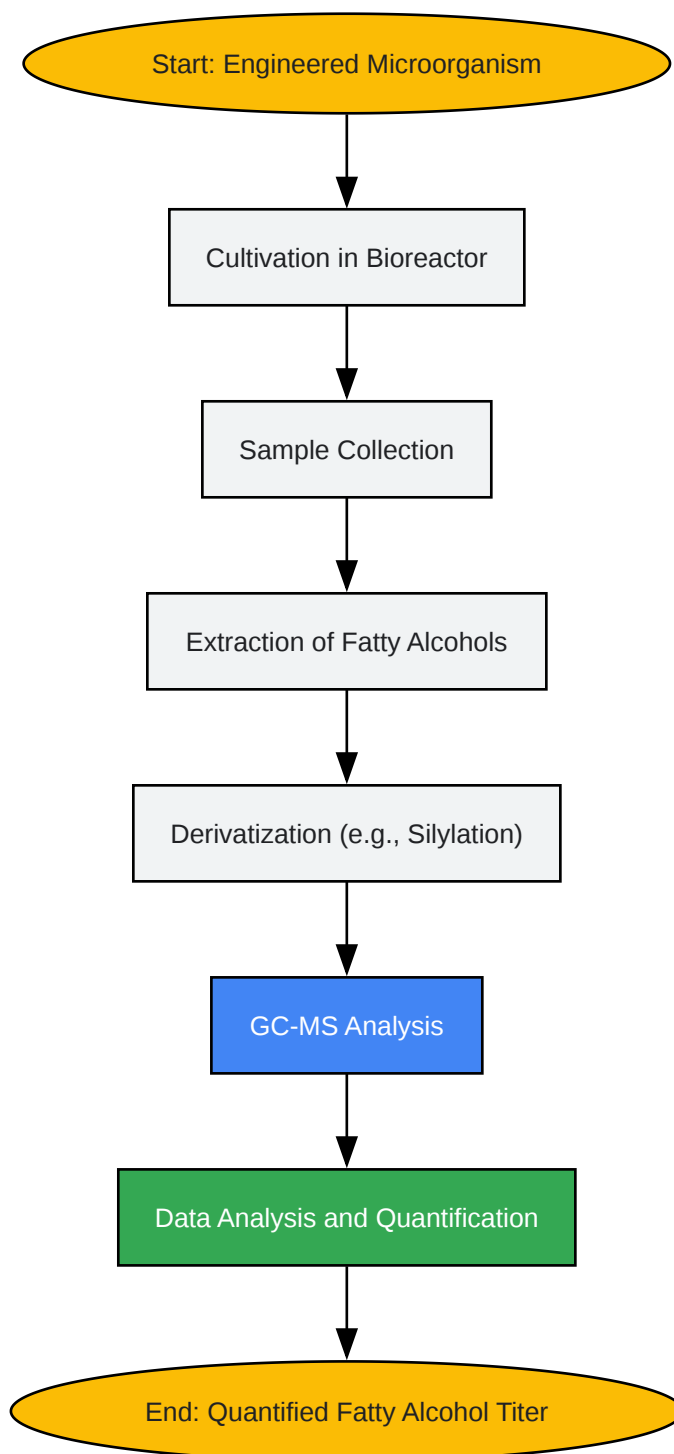 Start: Engineered Microorganism
Cultivation in Bioreactor
Sample Collection
Extraction of Fatty Alcohols
Derivatization (e.g., Silylation)
GC-MS Analysis
Data Analysis and Quantification
End: Quantified Fatty Alcohol Titer